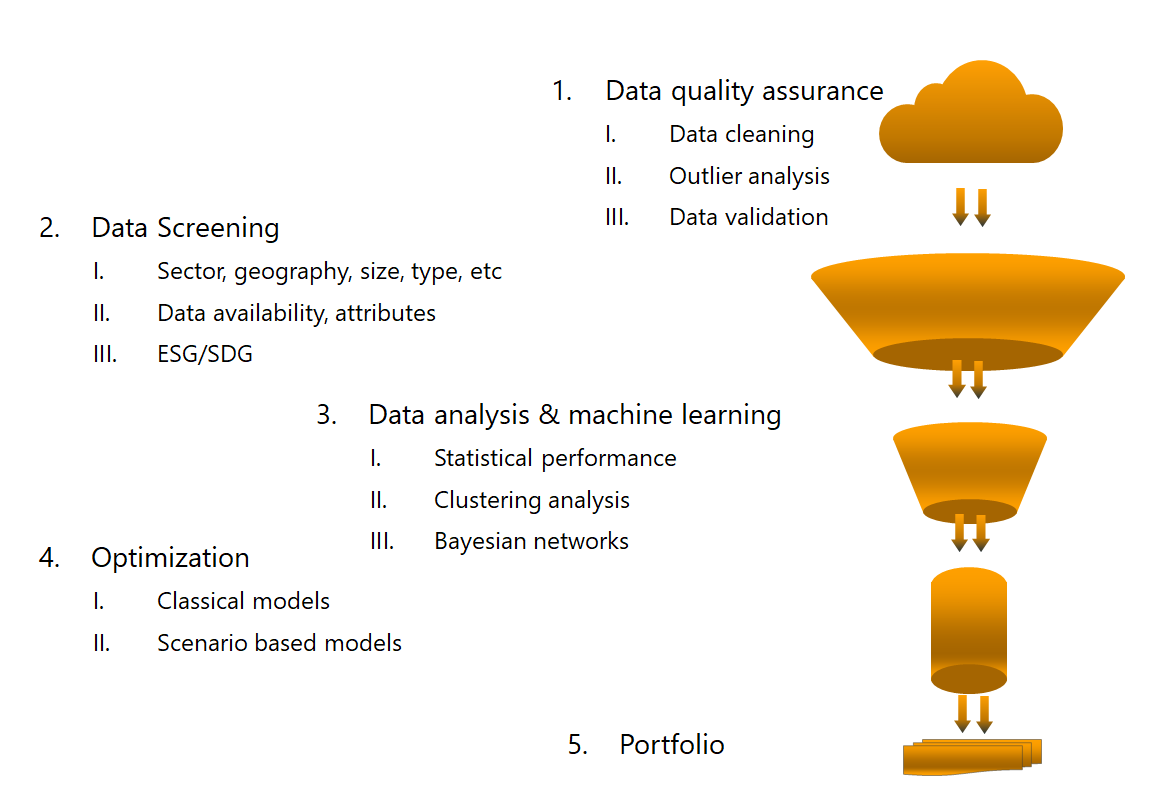 1. Data quality assurance
I. Data cleaning
II. Outlier analysis
III. Data validation
2. Data Screening
I. Sector, geography, size, type, etc
II. Data availability, attributes
III. ESG/SDG
3. Data analysis & machine learning
I. Statistical performance
II. Clustering analysis
III. Bayesian networks
4. Optimization
I. Classical models
II. Scenario based models
5. Portfolio